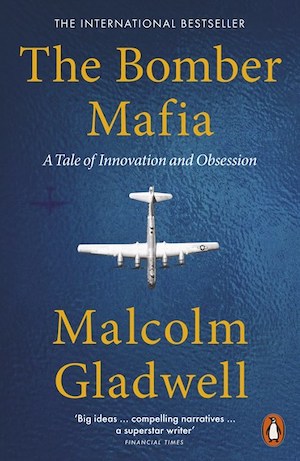 THE INTERNATIONAL BESTSELLER
The Bomber
Mafia
A Tale of Innovation and Obsession
Malcolm
Gladwell
‘Big ideas ... compelling narratives ...
a superstar writer’
FINANCIAL TIMES